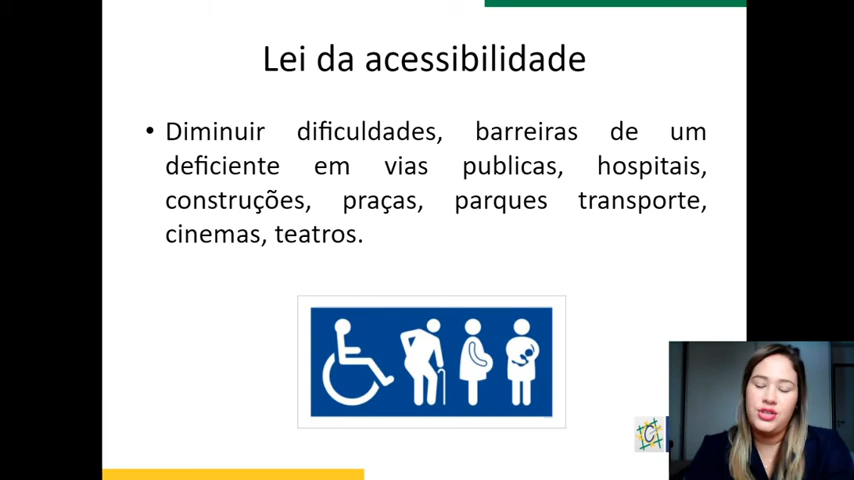 Lei da acessibilidade
• Diminuir dificuldades, barreiras de um
deficiente em vias publicas, hospitais,
construções, praças, parques transporte,
cinemas, teatros.
C